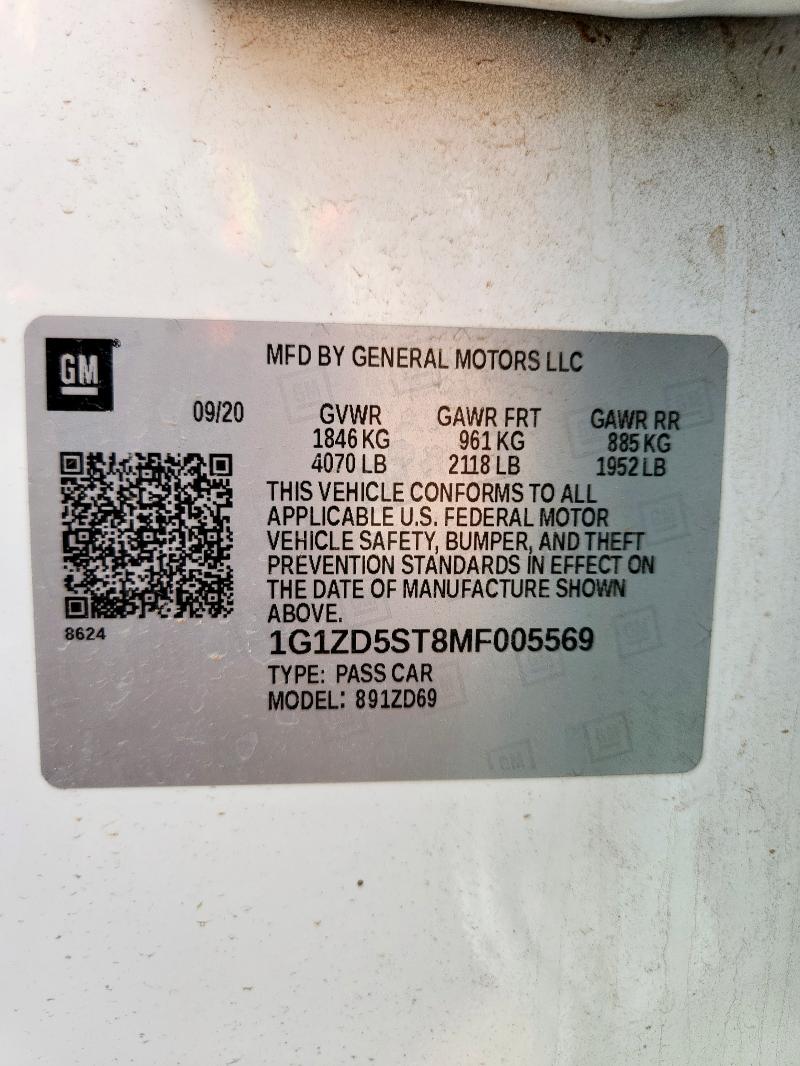 GM
MFD BY GENERAL MOTORS LLC
09/20
GVWR GAWR FRT GAWR RR
1846 KG 961 KG 885 KG
4070 LB 2118 LB 1952 LB
THIS VEHICLE CONFORMS TO ALL
APPLICABLE U.S. FEDERAL MOTOR
VEHICLE SAFETY, BUMPER, AND THEFT
PREVENTION STANDARDS IN EFFECT ON
THE DATE OF MANUFACTURE SHOWN
ABOVE.
8624
1G1ZD5ST8MF005569
TYPE: PASS CAR
MODEL: 891ZD69